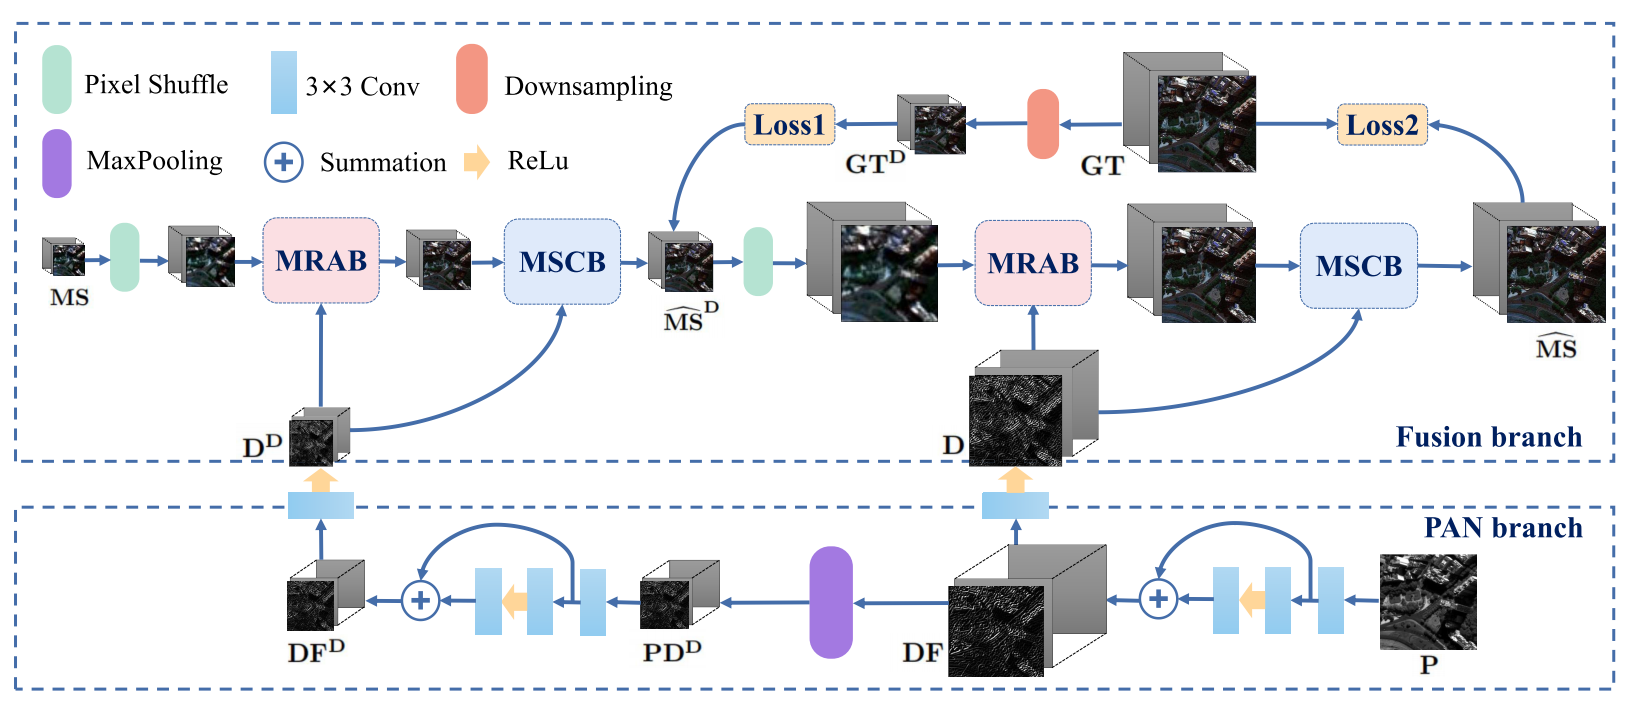 Pixel Shuffle
3×3 Conv
Downsampling
MaxPooling
Summation
ReLu
Loss1
GT^D
GT
Loss2
MS
MRAB
MSCB
\widehat{MS}^D
MRAB
MSCB
\widehat{MS}
D^D
D
Fusion branch
PAN branch
DF^D
PD^D
DF
P